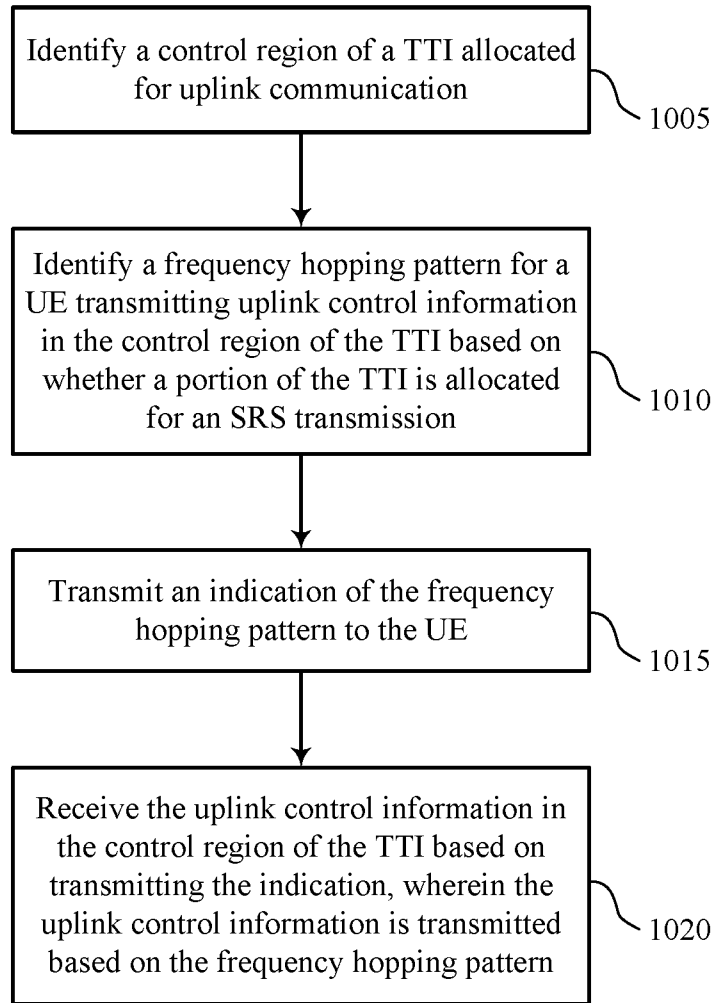 Identify a control region of a TTI allocated
for uplink communication
1005
Identify a frequency hopping pattern for a
UE transmitting uplink control information
in the control region of the TTI based on
whether a portion of the TTI is allocated
for an SRS transmission
1010
Transmit an indication of the frequency
hopping pattern to the UE
1015
Receive the uplink control information in
the control region of the TTI based on
transmitting the indication, wherein the
uplink control information is transmitted
based on the frequency hopping pattern
1020